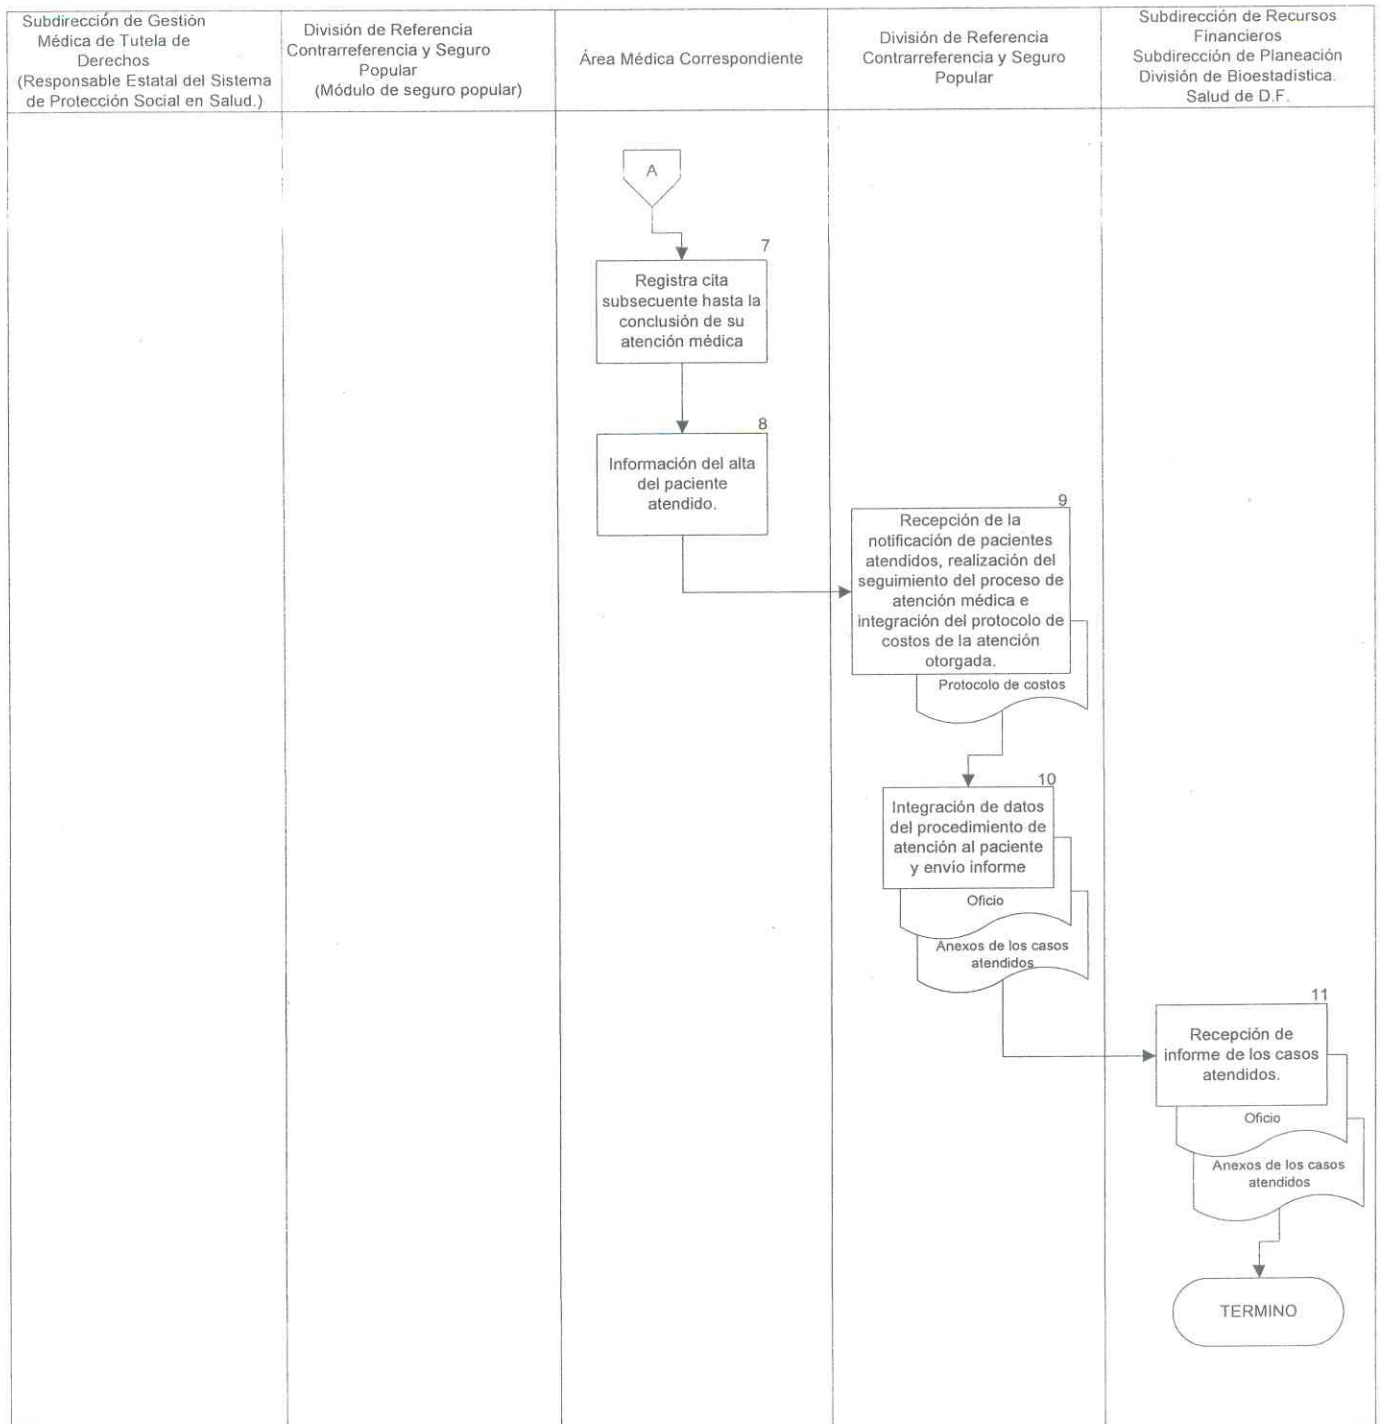 Subdirección de Gestión
Médica de Tutela de
Derechos
(Responsable Estatal del Sistema
de Protección Social en Salud.)
División de Referencia
Contrarreferencia y Seguro
Popular
(Módulo de seguro popular)
Área Médica Correspondiente
División de Referencia
Contrarreferencia y Seguro
Popular
Subdirección de Recursos
Financieros
Subdirección de Planeación
División de Bioestadística.
Salud de D.F.
A
7
Registra cita
subsecuente hasta la
conclusión de su
atención médica
8
Información del alta
del paciente
atendido.
9
Recepción de la
notificación de pacientes
atendidos, realización del
seguimiento del proceso de
atención médica e
integración del protocolo de
costos de la atención
otorgada.
Protocolo de costos
10
Integración de datos
del procedimiento de
atención al paciente
y envío informe
Oficio
Anexos de los casos
atendidos
11
Recepción de
informe de los casos
atendidos.
Oficio
Anexos de los casos
atendidos
TERMINO